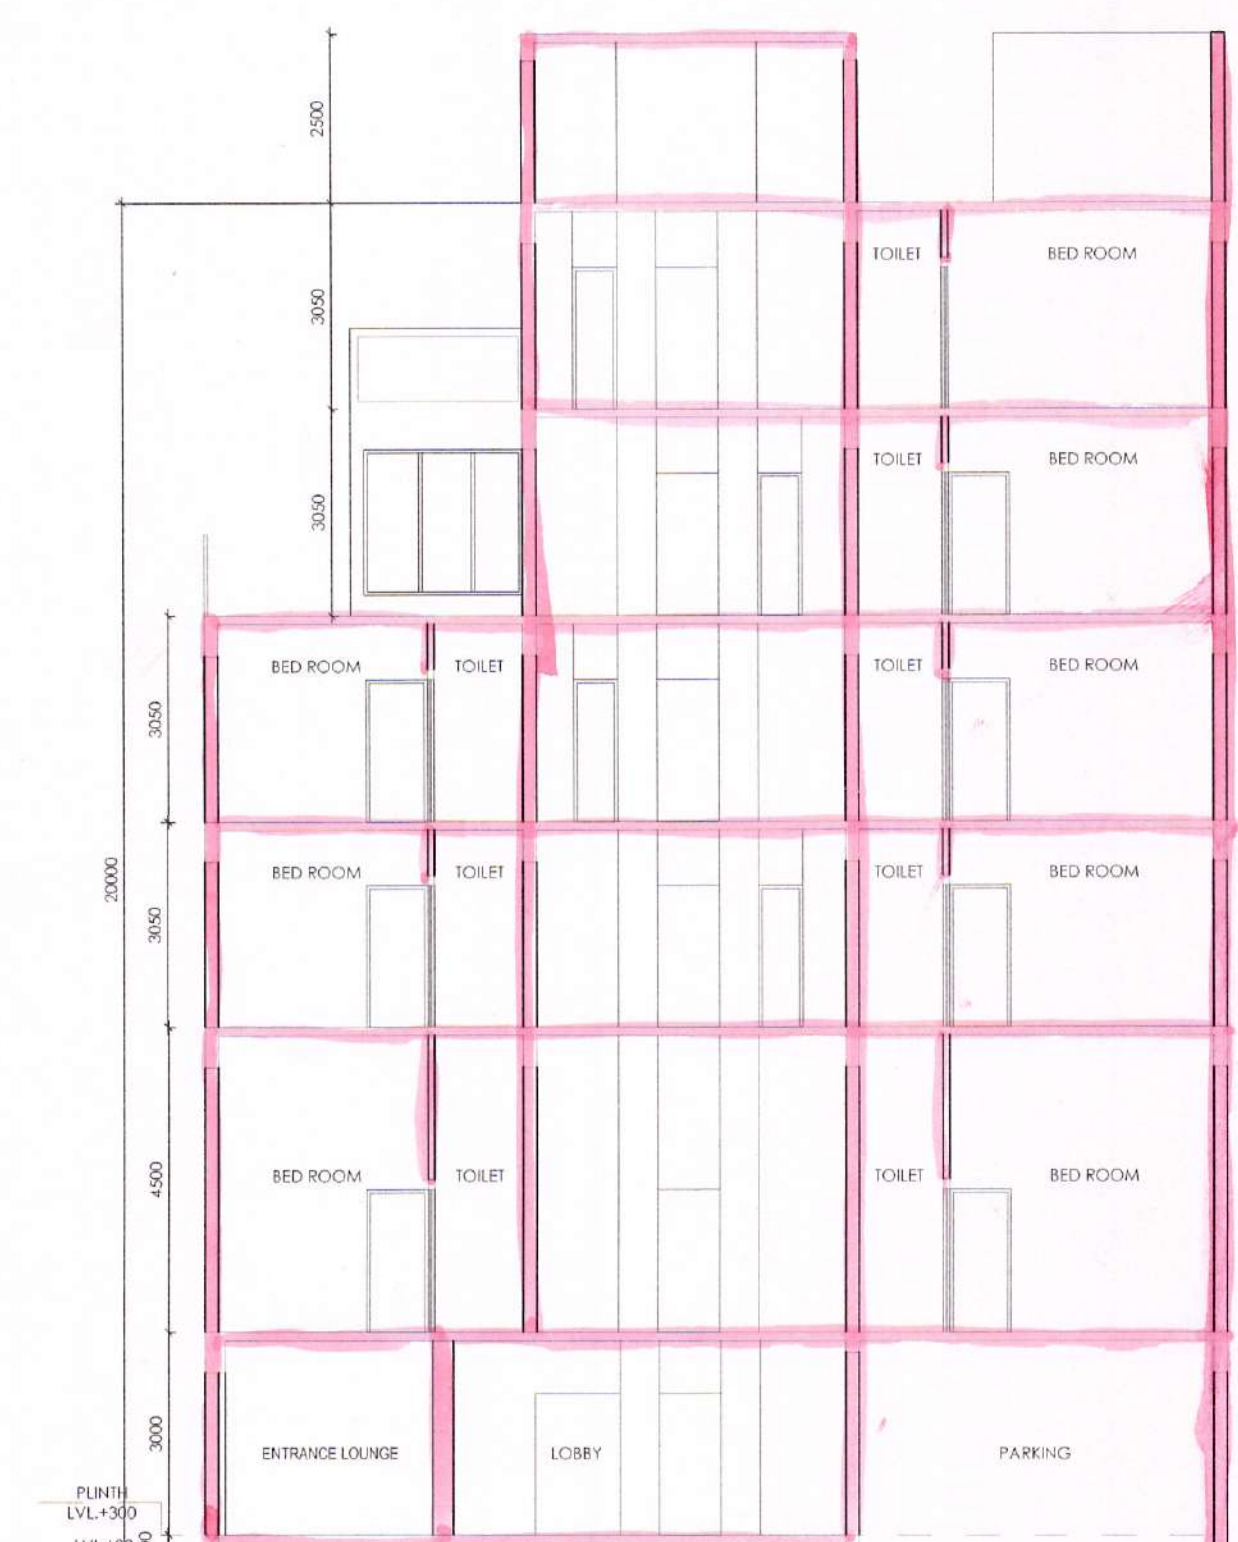 2500
TOILET BED ROOM
3050
TOILET BED ROOM
3050
BED ROOM TOILET TOILET BED ROOM
3050
BED ROOM TOILET TOILET BED ROOM
20000
3050
BED ROOM TOILET TOILET BED ROOM
4500
ENTRANCE LOUNGE LOBBY PARKING
3000
PLINTH
LVL.+300